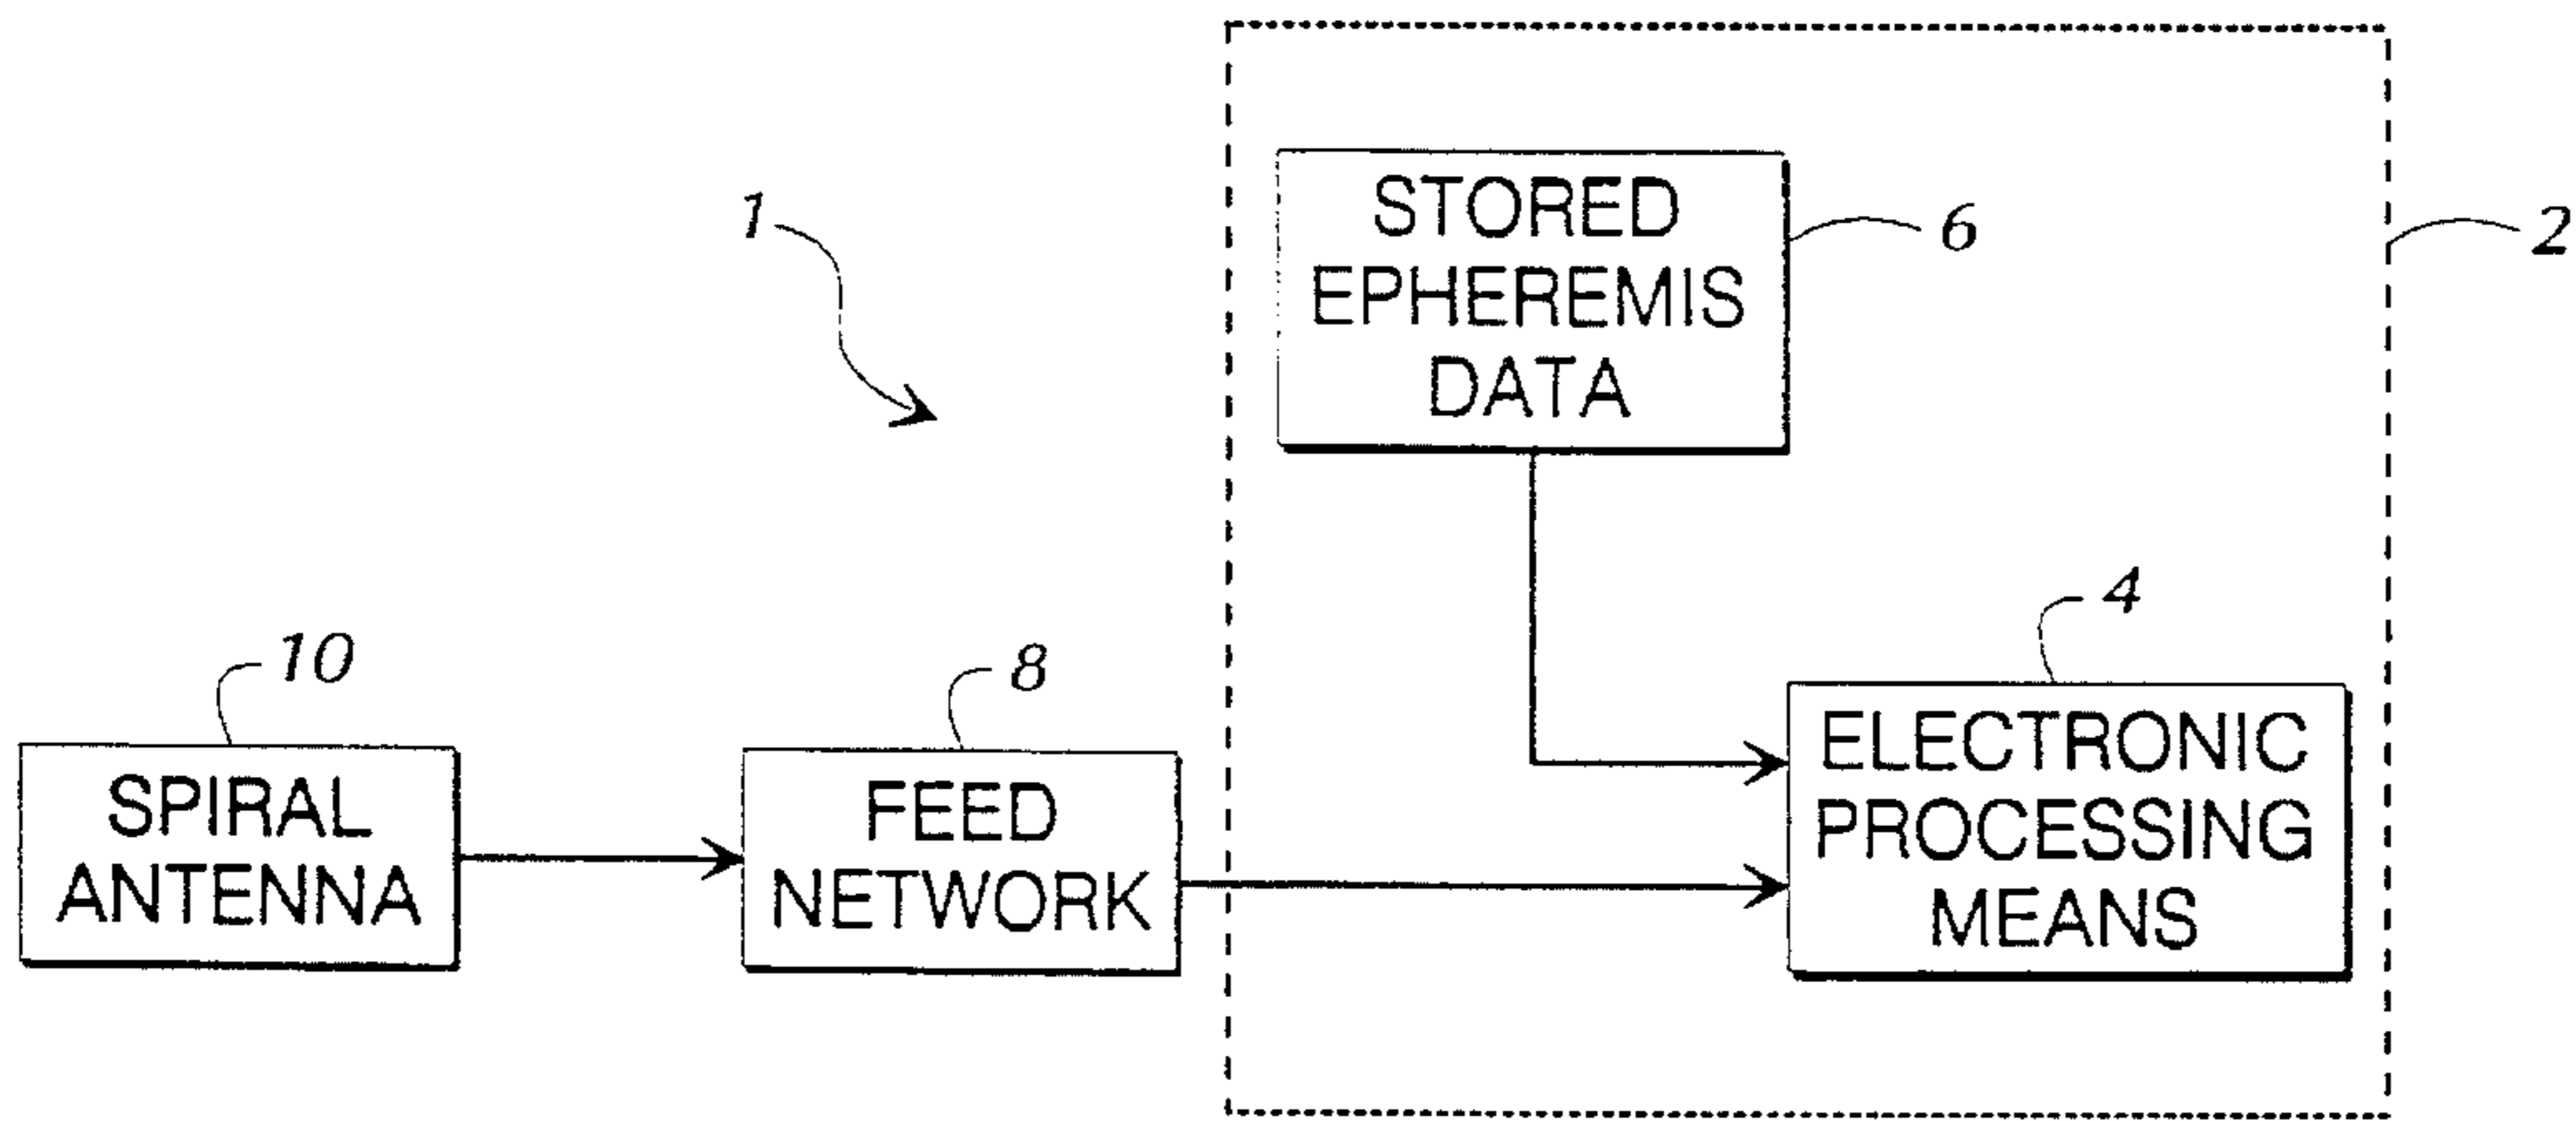 1
STORED
EPHEREMIS
DATA
6
2
10
SPIRAL
ANTENNA
8
FEED
NETWORK
4
ELECTRONIC
PROCESSING
MEANS